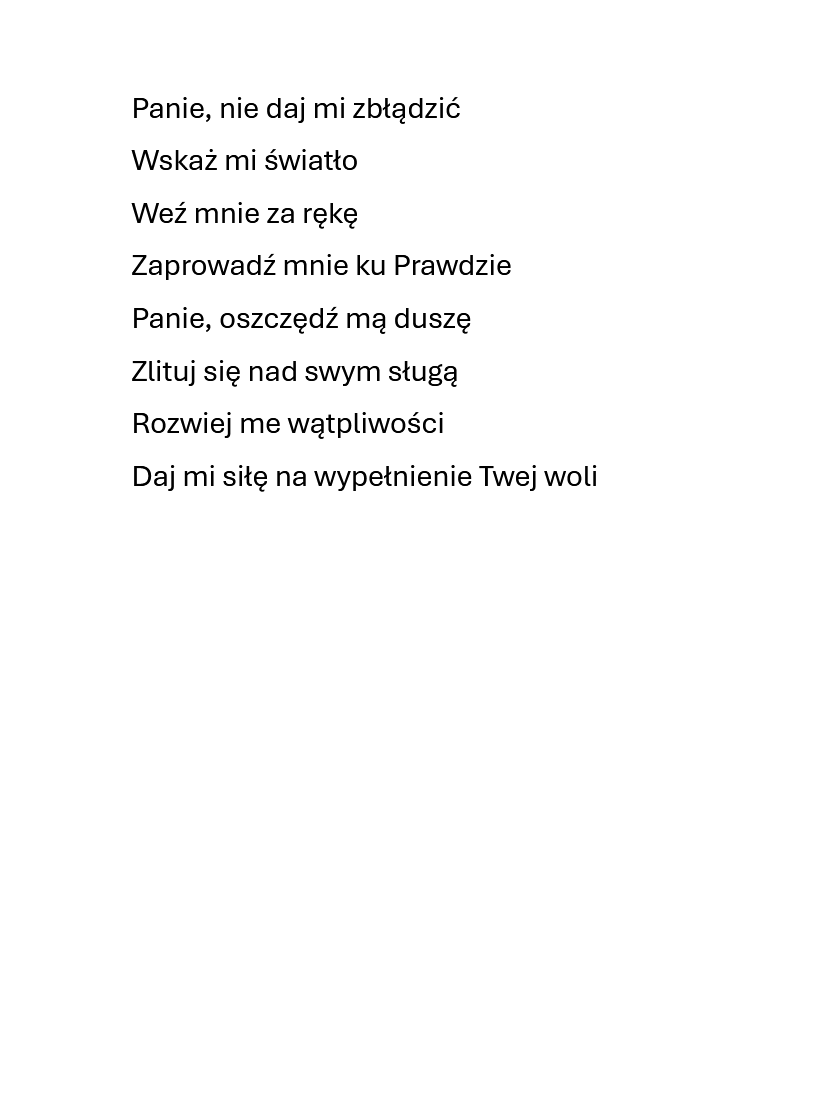 Panie, nie daj mi zbłądzić
Wskaż mi światło
Weź mnie za rękę
Zaprowadź mnie ku Prawdzie
Panie, oszczędź mą duszę
Zlituj się nad swym sługą
Rozwiej me wątpliwości
Daj mi siłę na wypełnienie Twej woli